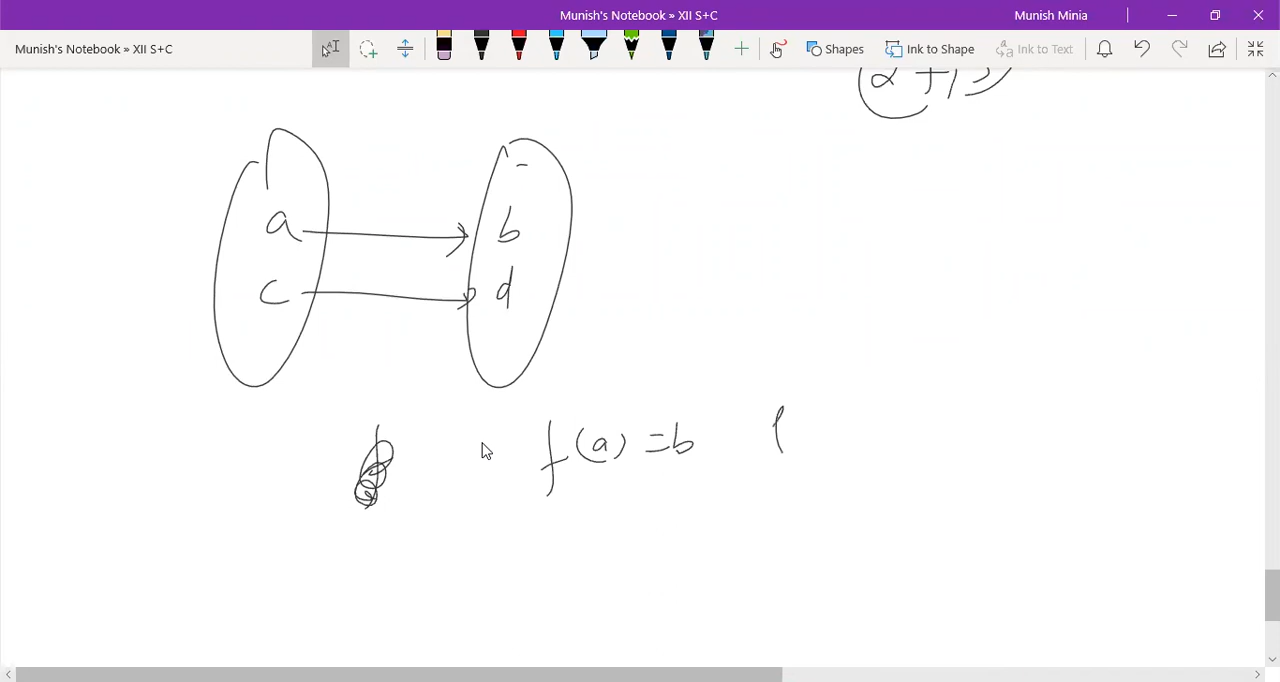 Munish's Notebook » XII S+C
Munish Minia
Munish's Notebook » XII S+C
Shapes
Ink to Shape
Ink to Text
a b
c d
f(a) = b (